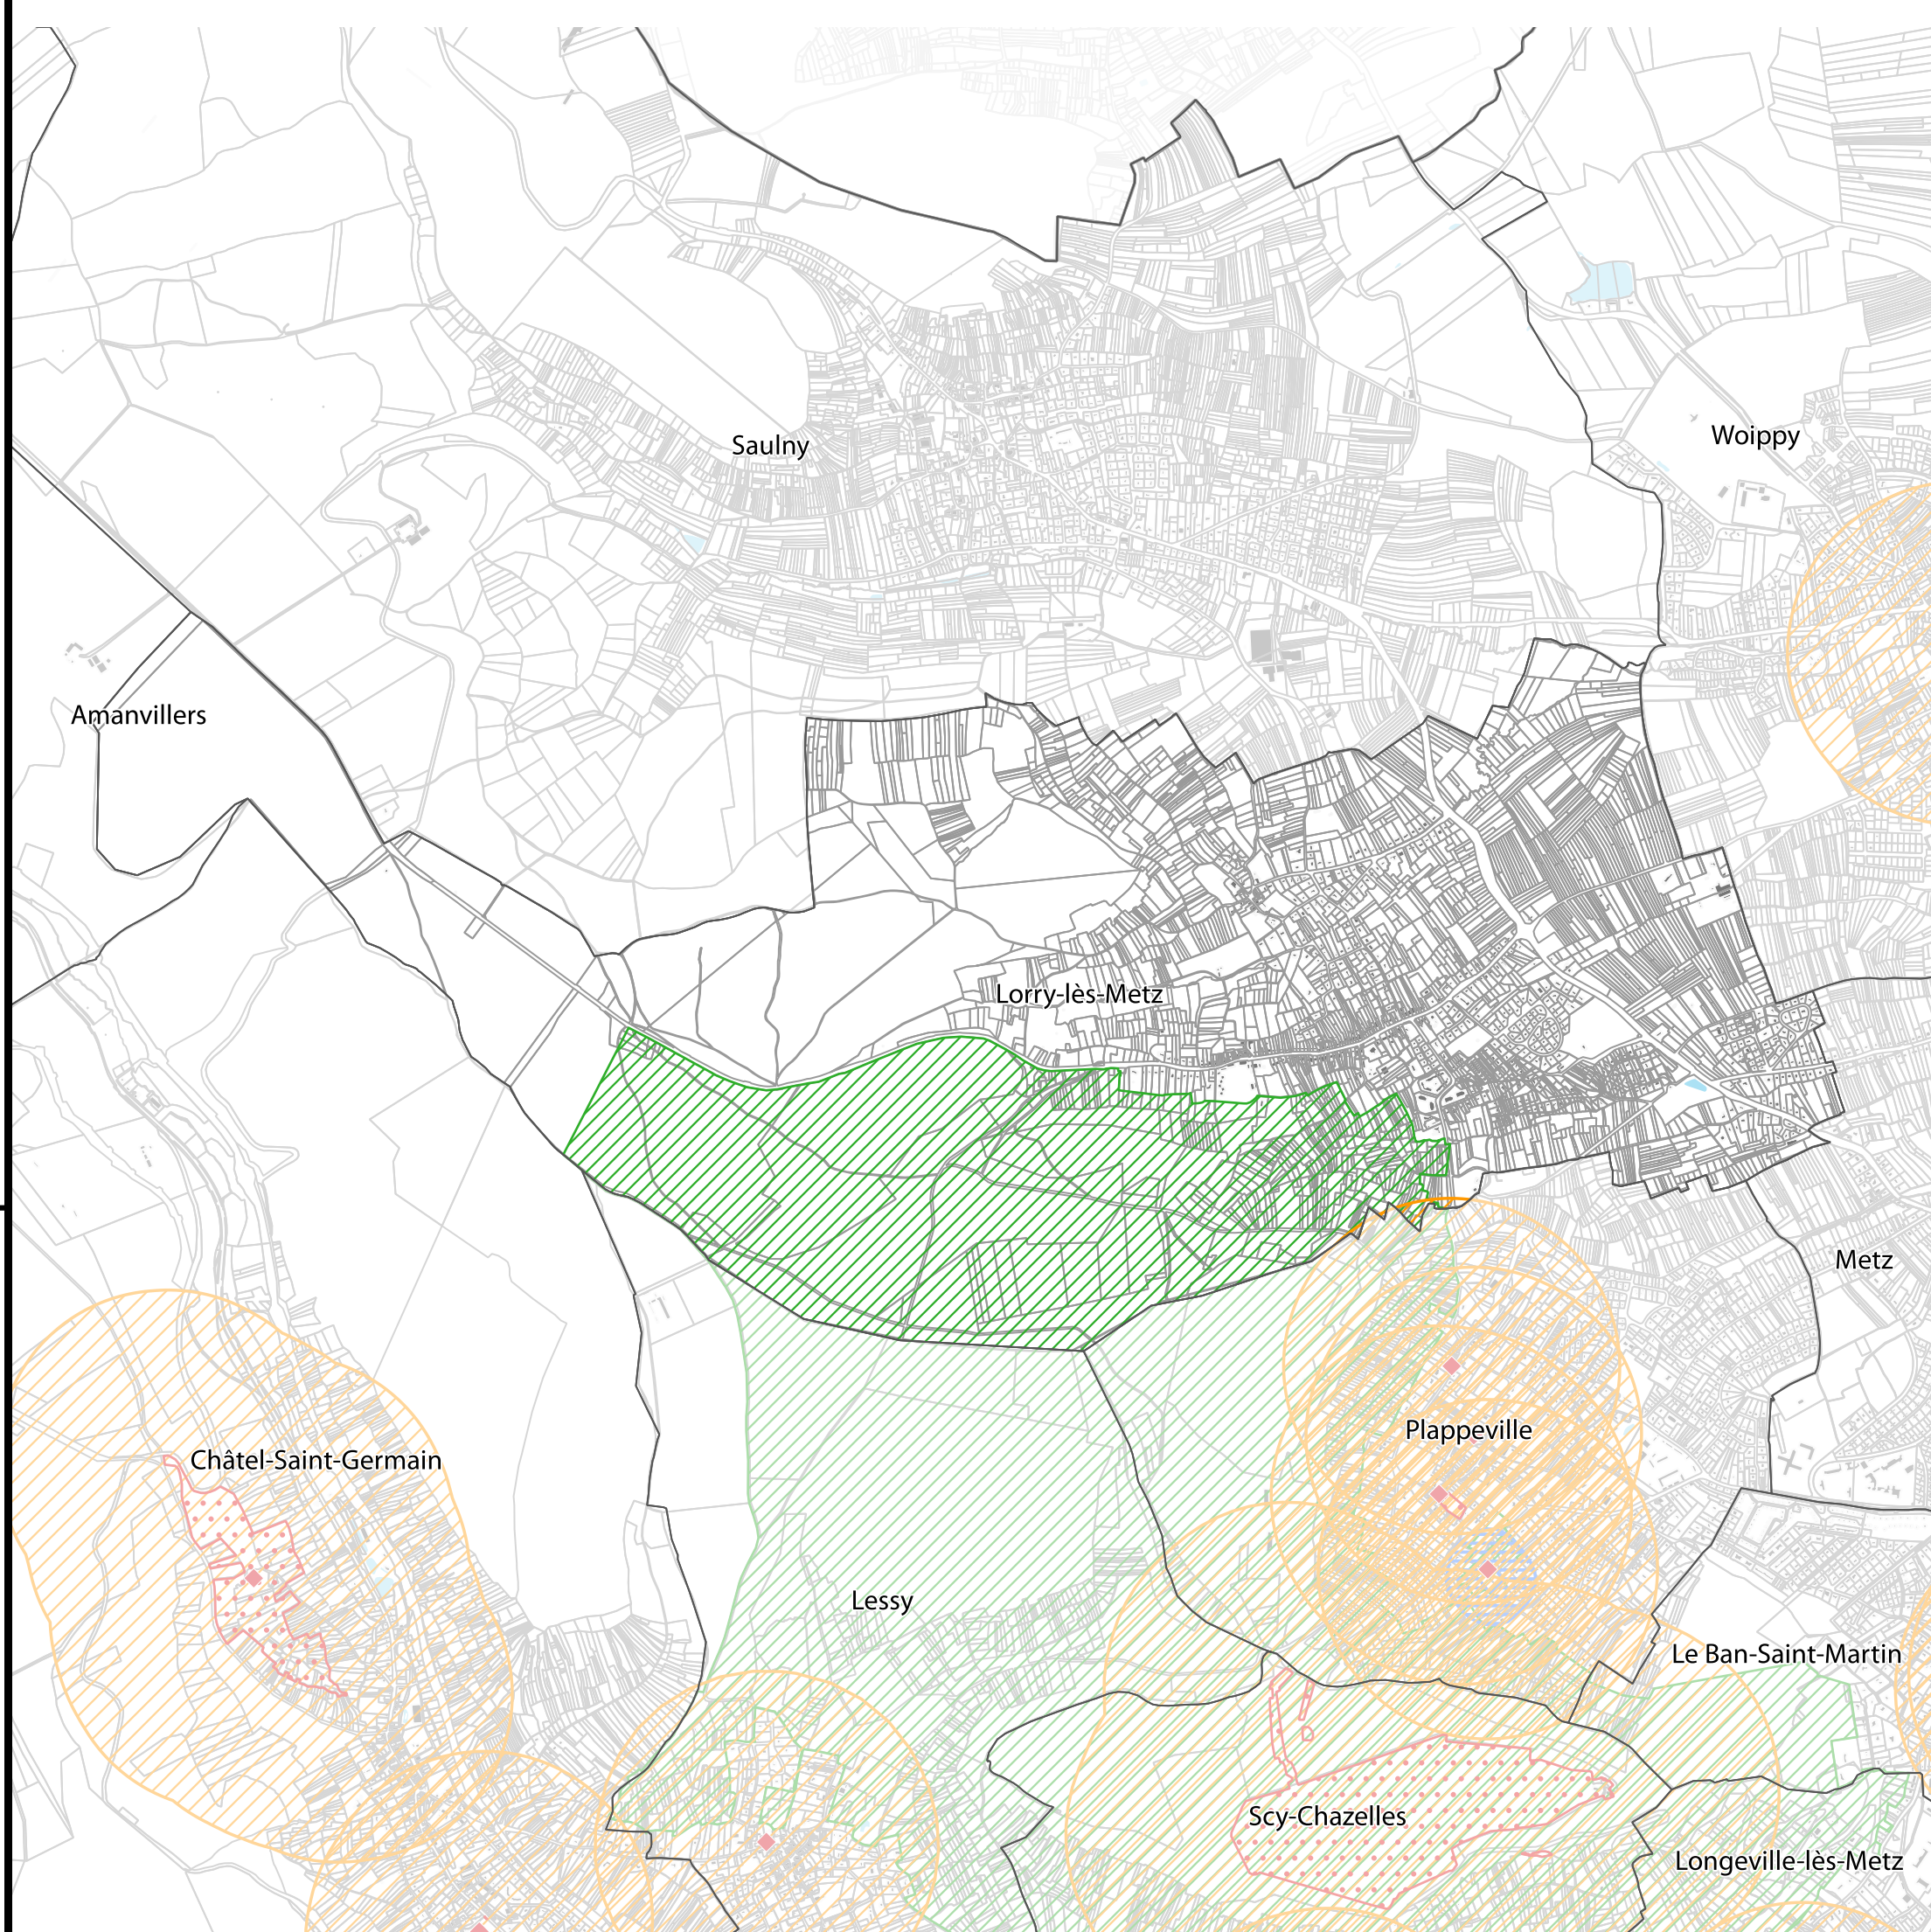 Saulny
Woippy
Amanvillers
Lorry-lès-Metz
Metz
Plappeville
Châtel-Saint-Germain
Lessy
Le Ban-Saint-Martin
Scy-Chazelles
Longeville-lès-Metz